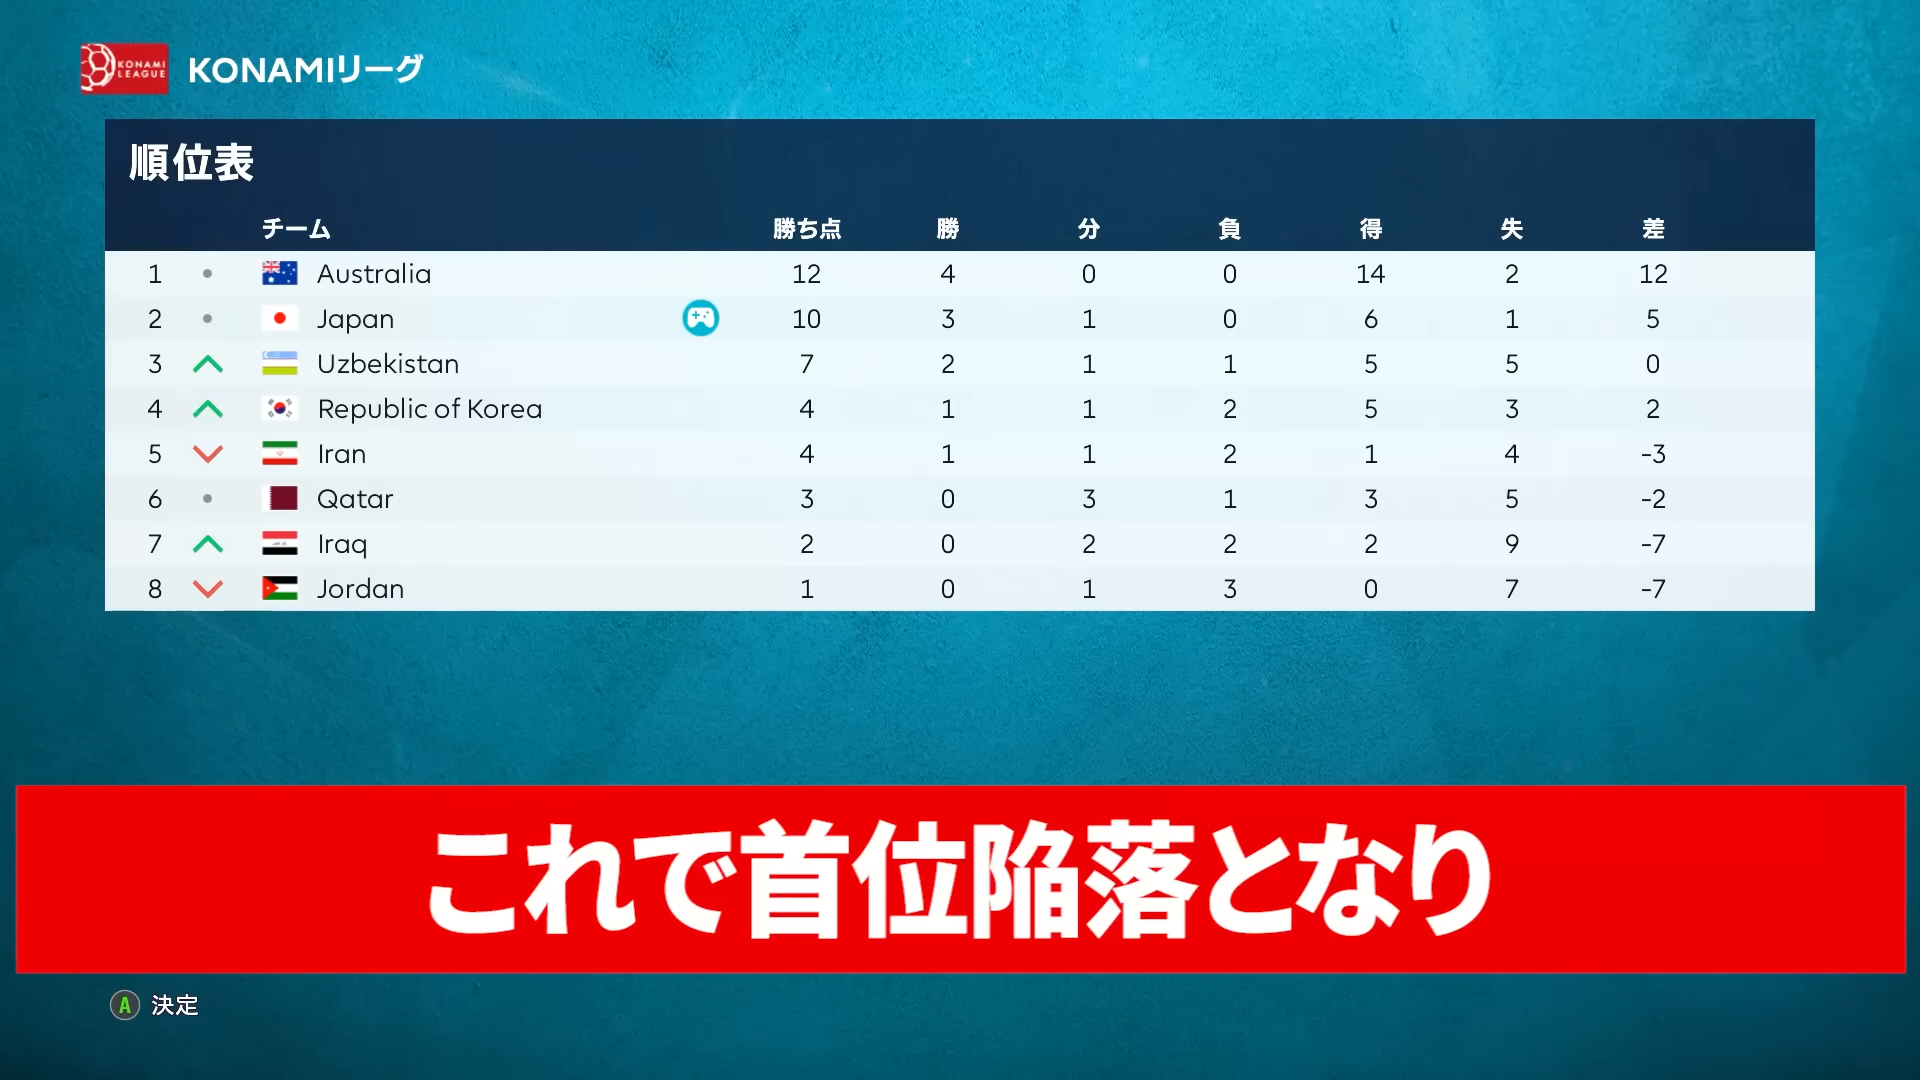 KONAMI
LEAGUE
KONAMIリーグ
順位表
チーム 勝ち点 勝 分 負 得 失 差
1 Australia 12 4 0 0 14 2 12
2 Japan 10 3 1 0 6 1 5
3 Uzbekistan 7 2 1 1 5 5 0
4 Republic of Korea 4 1 1 2 5 3 2
5 Iran 4 1 1 2 1 4 -3
6 Qatar 3 0 3 1 3 5 -2
7 Iraq 2 0 2 2 2 9 -7
8 Jordan 1 0 1 3 0 7 -7
これで首位陥落となり
A 決定